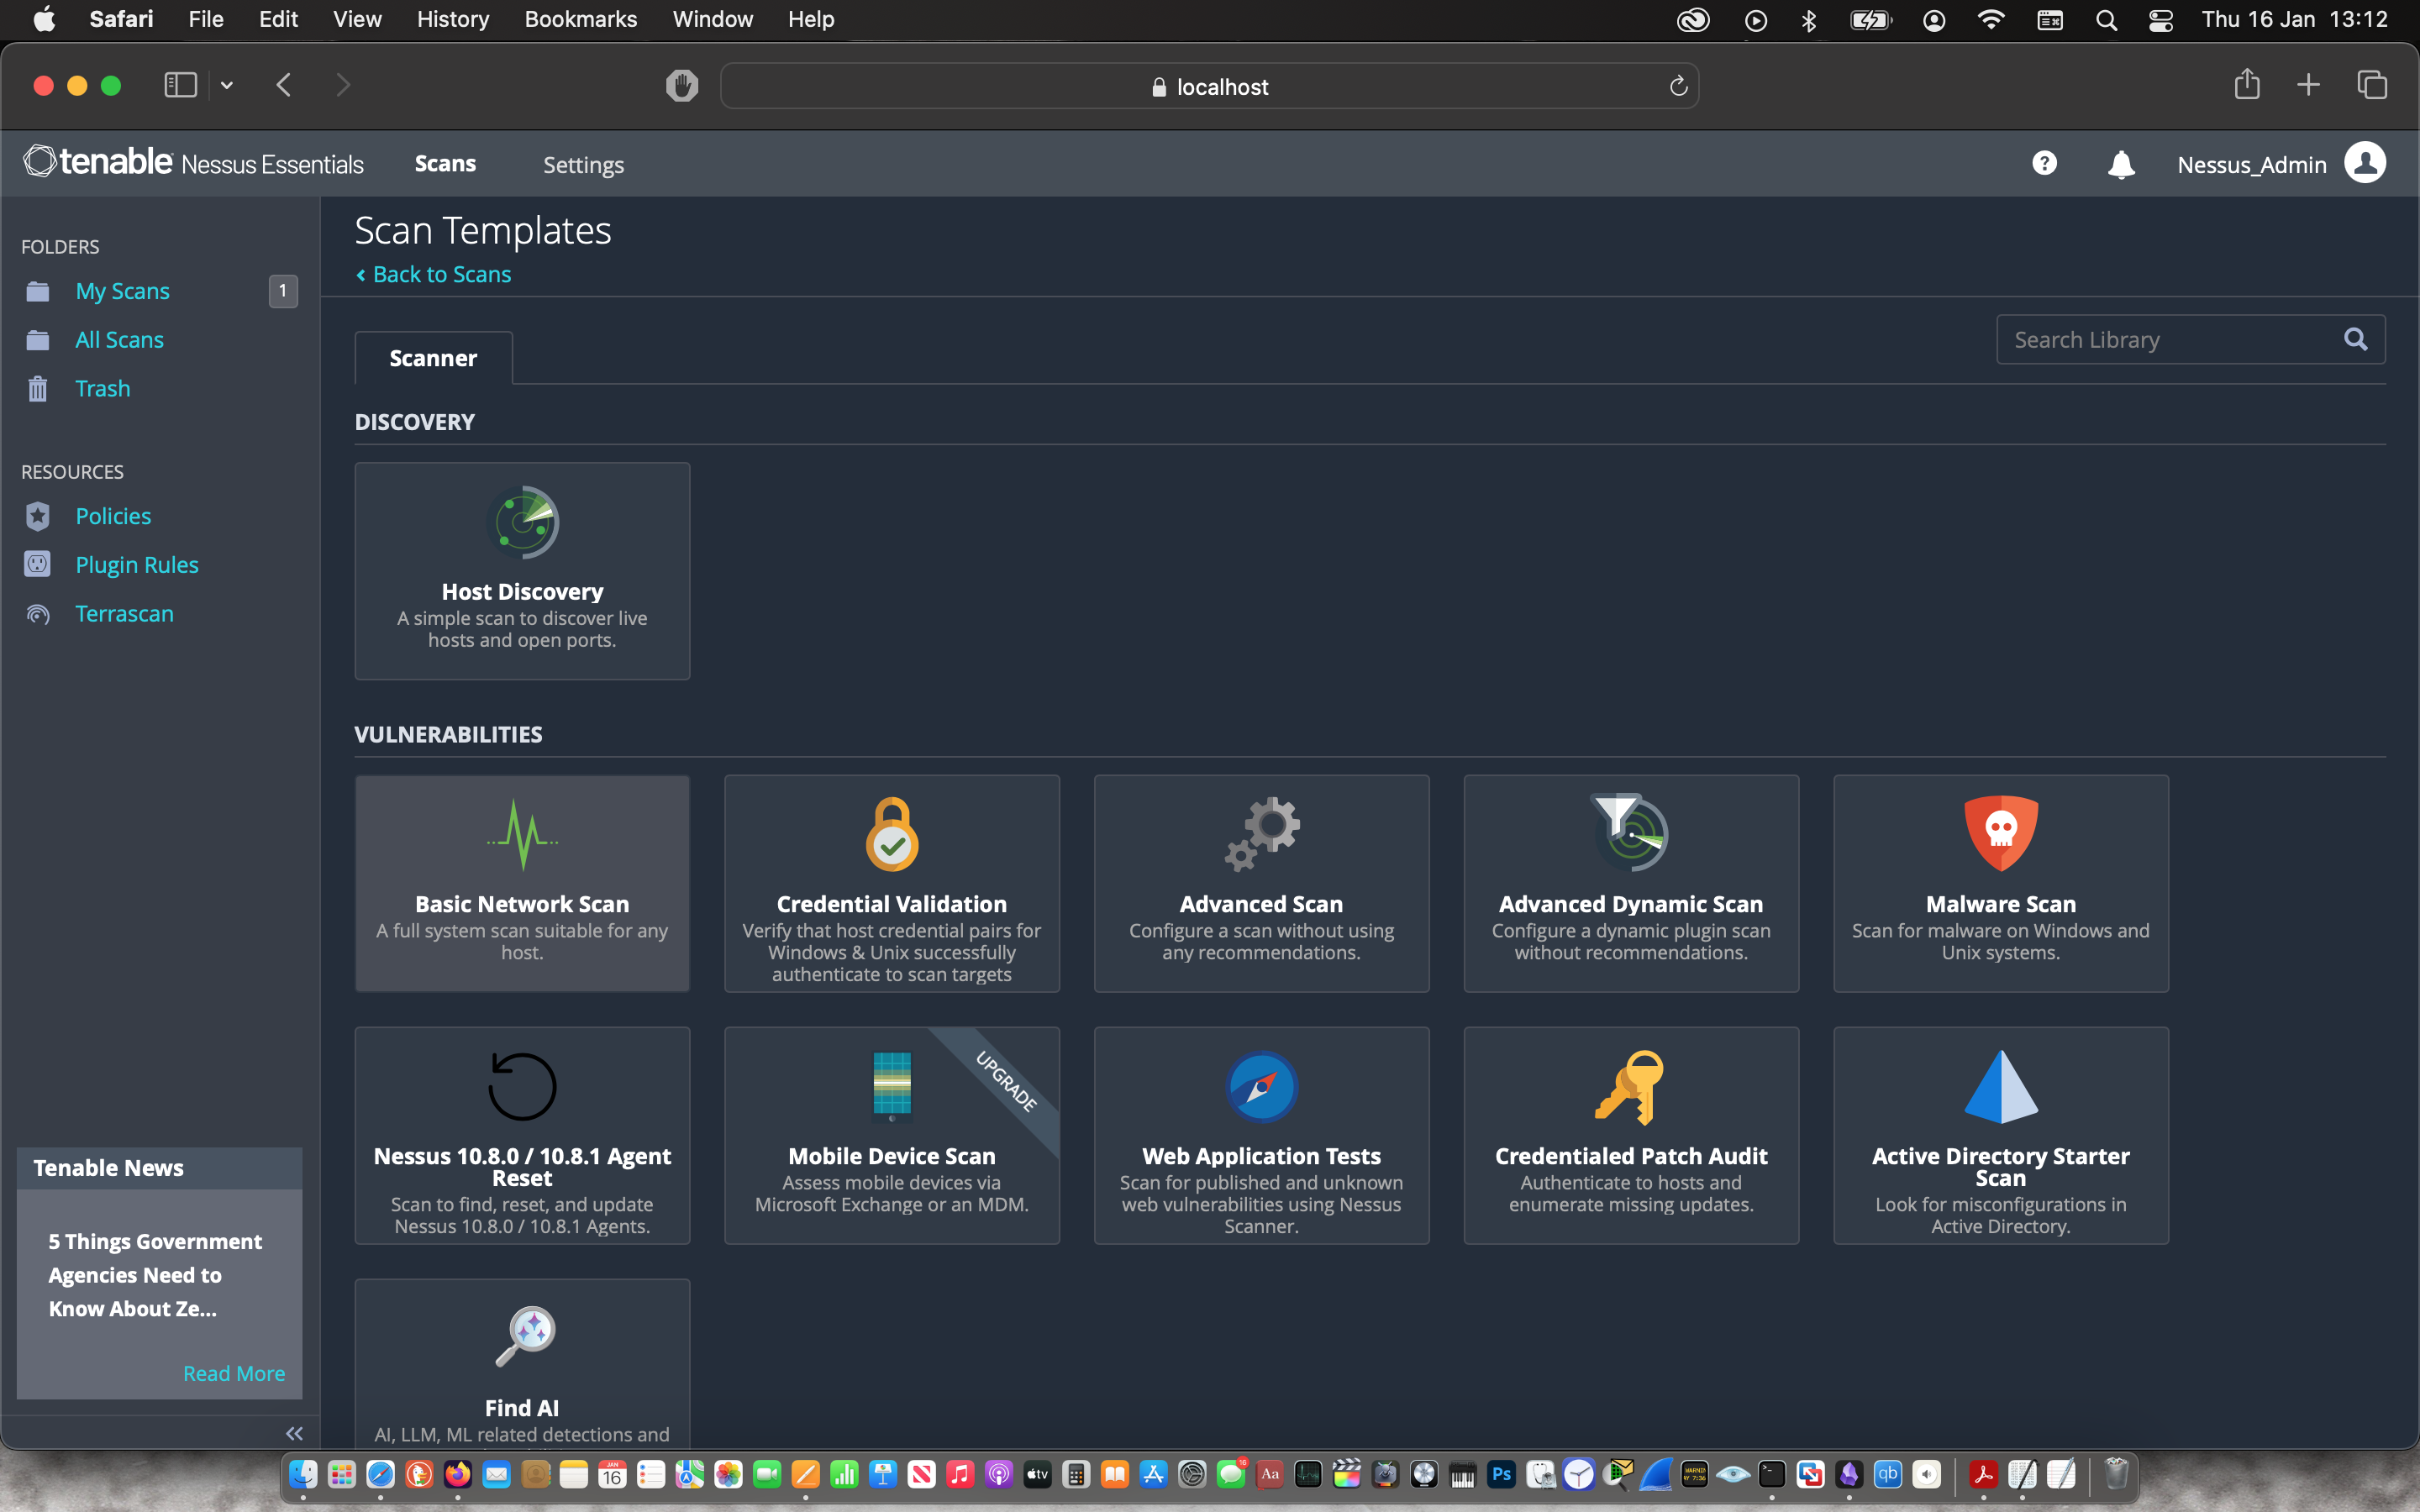 Safari File Edit View History Bookmarks Window Help
Thu 16 Jan 13:12
localhost
tenable Nessus Essentials
Scans
Settings
?
Nessus_Admin
FOLDERS
My Scans
1
All Scans
Trash
RESOURCES
Policies
Plugin Rules
Terrascan
Tenable News
5 Things Government
Agencies Need to
Know About Ze...
Read More
Scan Templates
Back to Scans
Scanner
Search Library
DISCOVERY
Host Discovery
A simple scan to discover live
hosts and open ports.
VULNERABILITIES
Basic Network Scan
A full system scan suitable for any
host.
Credential Validation
Verify that host credential pairs for
Windows & Unix successfully
authenticate to scan targets
Advanced Scan
Configure a scan without using
any recommendations.
Advanced Dynamic Scan
Configure a dynamic plugin scan
without recommendations.
Malware Scan
Scan for malware on Windows and
Unix systems.
Nessus 10.8.0 / 10.8.1 Agent
Reset
Scan to find, reset, and update
Nessus 10.8.0 / 10.8.1 Agents.
UPGRADE
Mobile Device Scan
Assess mobile devices via
Microsoft Exchange or an MDM.
Web Application Tests
Scan for published and unknown
web vulnerabilities using Nessus
Scanner.
Credentialed Patch Audit
Authenticate to hosts and
enumerate missing updates.
Active Directory Starter
Scan
Look for misconfigurations in
Active Directory.
Find AI
AI, LLM, ML related detections and
JAN
16
tv
16
Aa
Ps
qb